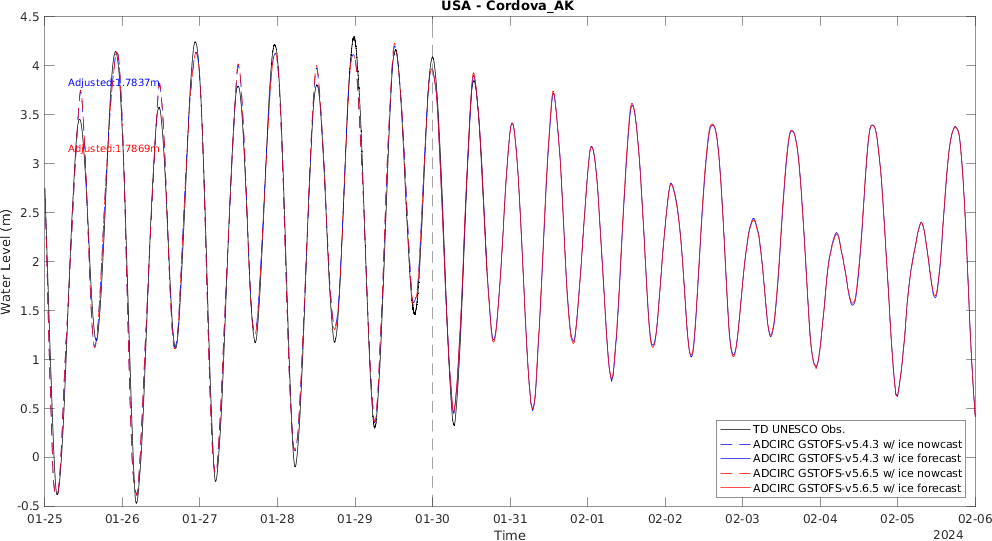 USA - Cordova_AK
4.5
4
3.5
3
2.5
2
1.5
1
0.5
0
-0.5
Water Level (m)
Adjusted:1.7837m
Adjusted:1.7869m
TD UNESCO Obs.
ADCIRC GSTOFS-v5.4.3 w/ ice nowcast
ADCIRC GSTOFS-v5.4.3 w/ ice forecast
ADCIRC GSTOFS-v5.6.5 w/ ice nowcast
ADCIRC GSTOFS-v5.6.5 w/ ice forecast
01-25 01-26 01-27 01-28 01-29 01-30 01-31 02-01 02-02 02-03 02-04 02-05 02-06
Time
2024